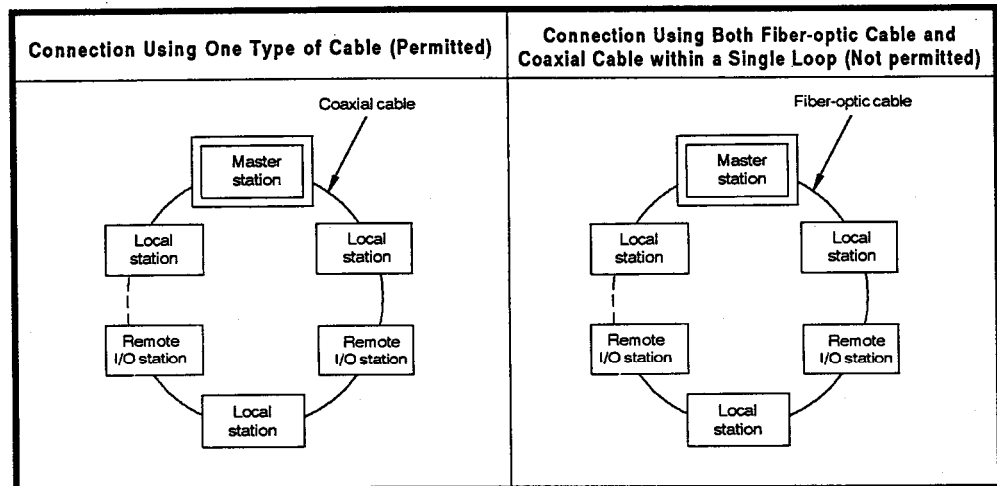 Connection Using One Type of Cable (Permitted)
Connection Using Both Fiber-optic Cable and
Coaxial Cable within a Single Loop (Not permitted)
Coaxial cable
Master
station
Local
station
Local
station
Remote
I/O station
Remote
I/O station
Local
station
Fiber-optic cable
Master
station
Local
station
Local
station
Remote
I/O station
Remote
I/O station
Local
station